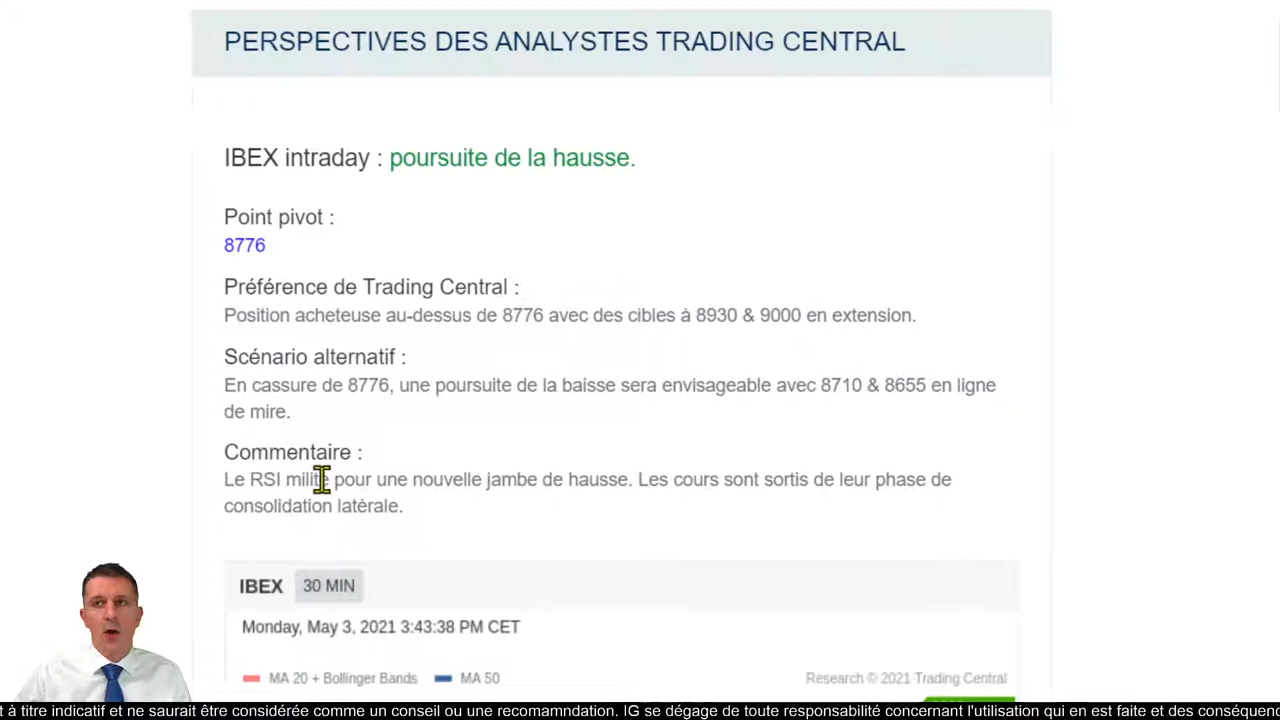 PERSPECTIVES DES ANALYSTES TRADING CENTRAL
IBEX intraday : poursuite de la hausse.
Point pivot :
8776
Préférence de Trading Central :
Position acheteuse au-dessus de 8776 avec des cibles à 8930 & 9000 en extension.
Scénario alternatif :
En cassure de 8776, une poursuite de la baisse sera envisageable avec 8710 & 8655 en ligne
de mire.
Commentaire :
Le RSI milite pour une nouvelle jambe de hausse. Les cours sont sortis de leur phase de
consolidation latérale.
IBEX 30 MIN
Monday, May 3, 2021 3:43:38 PM CET
MA 20 + Bollinger Bands MA 50 Research © 2021 Trading Central
t à titre indicatif et ne saurait être considérée comme un conseil ou une recomamndation. IG se dégage de toute responsabilité concernant l'utilisation qui en est faite et des conséquenc